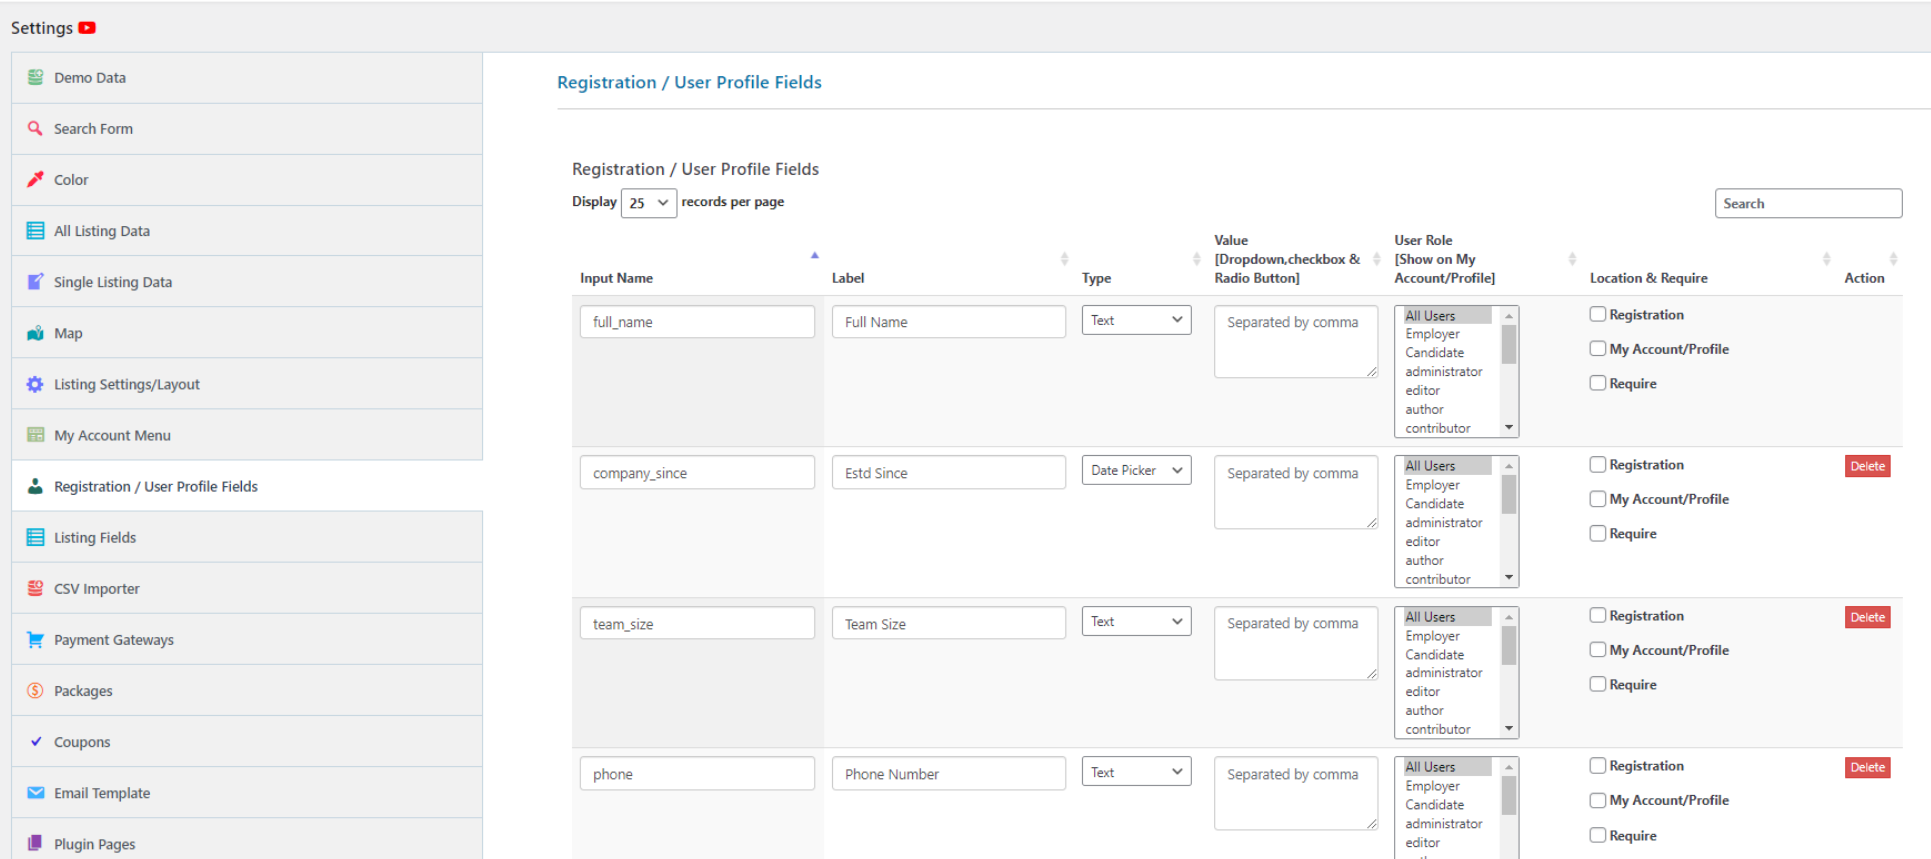 Settings
Demo Data
Search Form
Color
All Listing Data
Single Listing Data
Map
Listing Settings/Layout
My Account Menu
Registration / User Profile Fields
Listing Fields
CSV Importer
Payment Gateways
Packages
Coupons
Email Template
Plugin Pages
Registration / User Profile Fields
Registration / User Profile Fields
Display 25 records per page
Search
Input Name
Label
Type
Value
[Dropdown,checkbox &
Radio Button]
User Role
[Show on My
Account/Profile]
Location & Require
Action
full_name
Full Name
Text
Separated by comma
All Users
Employer
Candidate
administrator
editor
author
contributor
Registration
My Account/Profile
Require
company_since
Estd Since
Date Picker
Separated by comma
All Users
Employer
Candidate
administrator
editor
author
contributor
Registration
My Account/Profile
Require
Delete
team_size
Team Size
Text
Separated by comma
All Users
Employer
Candidate
administrator
editor
author
contributor
Registration
My Account/Profile
Require
Delete
phone
Phone Number
Text
Separated by comma
All Users
Employer
Candidate
administrator
editor
Registration
My Account/Profile
Require
Delete